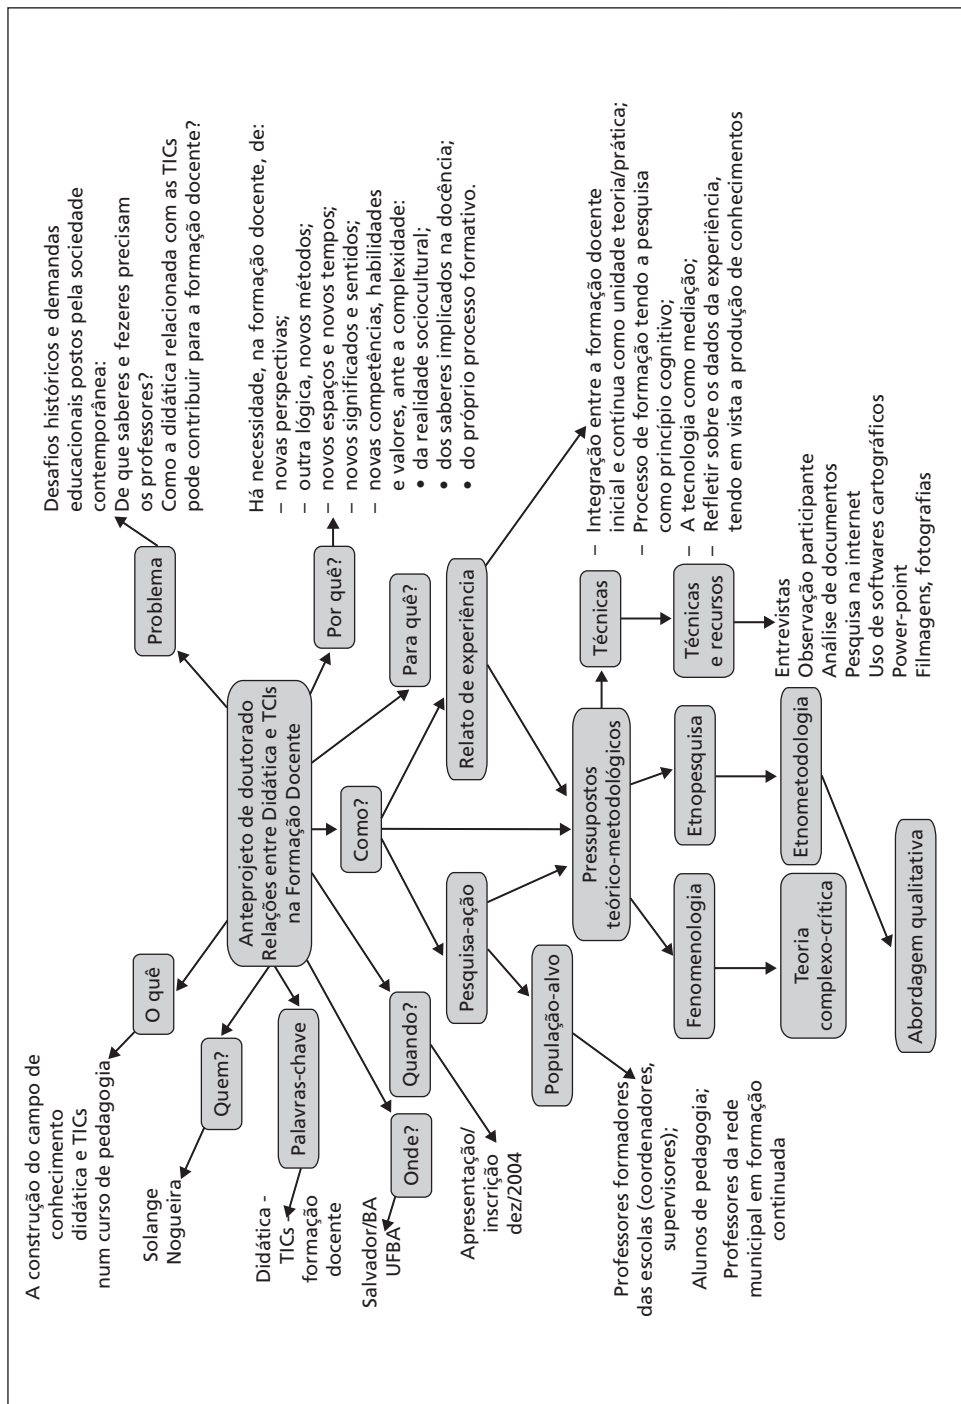 A construção do campo de
conhecimento
didática e TICs
num curso de pedagogia
O quê
Solange
Nogueira
Quem?
Didática -
TICs -
formação
docente
Palavras-chave
Salvador/BA
UFBA
Onde?
Apresentação/
inscrição
dez/2004
Quando?
Anteprojeto de doutorado
Relações entre Didática e TCIs
na Formação Docente
Problema
Desafios históricos e demandas
educacionais postos pela sociedade
contemporânea:
De que saberes e fezeres precisam
os professores?
Como a didática relacionada com as TICs
pode contribuir para a formação docente?
Por quê?
Há necessidade, na formação docente, de:
– novas perspectivas;
– outra lógica, novos métodos;
– novos espaços e novos tempos;
– novos significados e sentidos;
– novas competências, habilidades
e valores, ante a complexidade:
• da realidade sociocultural;
• dos saberes implicados na docência;
• do próprio processo formativo.
Para quê?
Como?
Relato de experiência
– Integração entre a formação docente
inicial e contínua como unidade teoria/prática;
– Processo de formação tendo a pesquisa
como princípio cognitivo;
– A tecnologia como mediação;
– Refletir sobre os dados da experiência,
tendo em vista a produção de conhecimentos
Pesquisa-ação
População-alvo
Professores formadores
das escolas (coordenadores,
supervisores);
Alunos de pedagogia;
Professores da rede
municipal em formação
continuada
Pressupostos
teórico-metodológicos
Técnicas
Técnicas
e recursos
Entrevistas
Observação participante
Análise de documentos
Pesquisa na internet
Uso de softwares cartográficos
Power-point
Filmagens, fotografias
Fenomenologia
Etnopesquisa
Teoria
complexo-crítica
Etnometodologia
Abordagem qualitativa